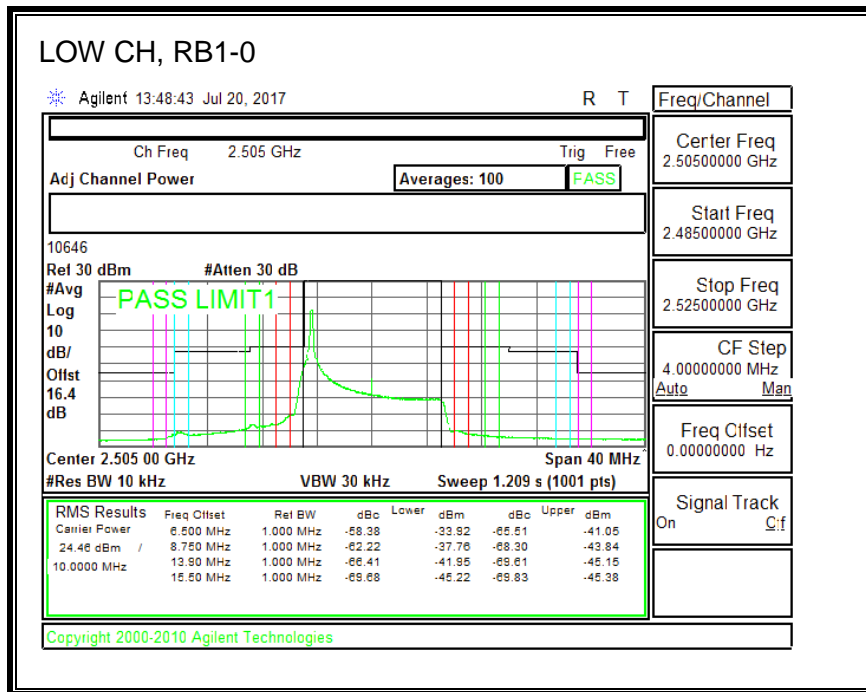 LOW CH, RB1-0
Agilent 13:48:43 Jul 20, 2017 R T
Ch Freq 2.505 GHz Trig Free
Adj Channel Power Averages: 100 PASS
10646
Ref 30 dBm #Atten 30 dB
#Avg
Log
10
dB/
Offst
16.4
dB
PASS LIMIT1
Center 2.505 00 GHz Span 40 MHz
#Res BW 10 kHz VBW 30 kHz Sweep 1.209 s (1001 pts)
RMS Results Freq Offset Ref BW dBc Lower dBm dBc Upper dBm
Carrier Power 6.500 MHz 1.000 MHz -58.38 -33.92 -65.51 -41.05
24.46 dBm / 8.750 MHz 1.000 MHz -62.22 -37.76 -68.30 -43.84
10.0000 MHz 13.90 MHz 1.000 MHz -66.41 -41.95 -69.61 -45.15
15.50 MHz 1.000 MHz -69.68 -45.22 -69.83 -45.38
Copyright 2000-2010 Agilent Technologies
Freq/Channel
Center Freq
2.50500000 GHz
Start Freq
2.48500000 GHz
Stop Freq
2.52500000 GHz
CF Step
4.00000000 MHz
Auto Man
Freq Offset
0.00000000 Hz
Signal Track
On Off